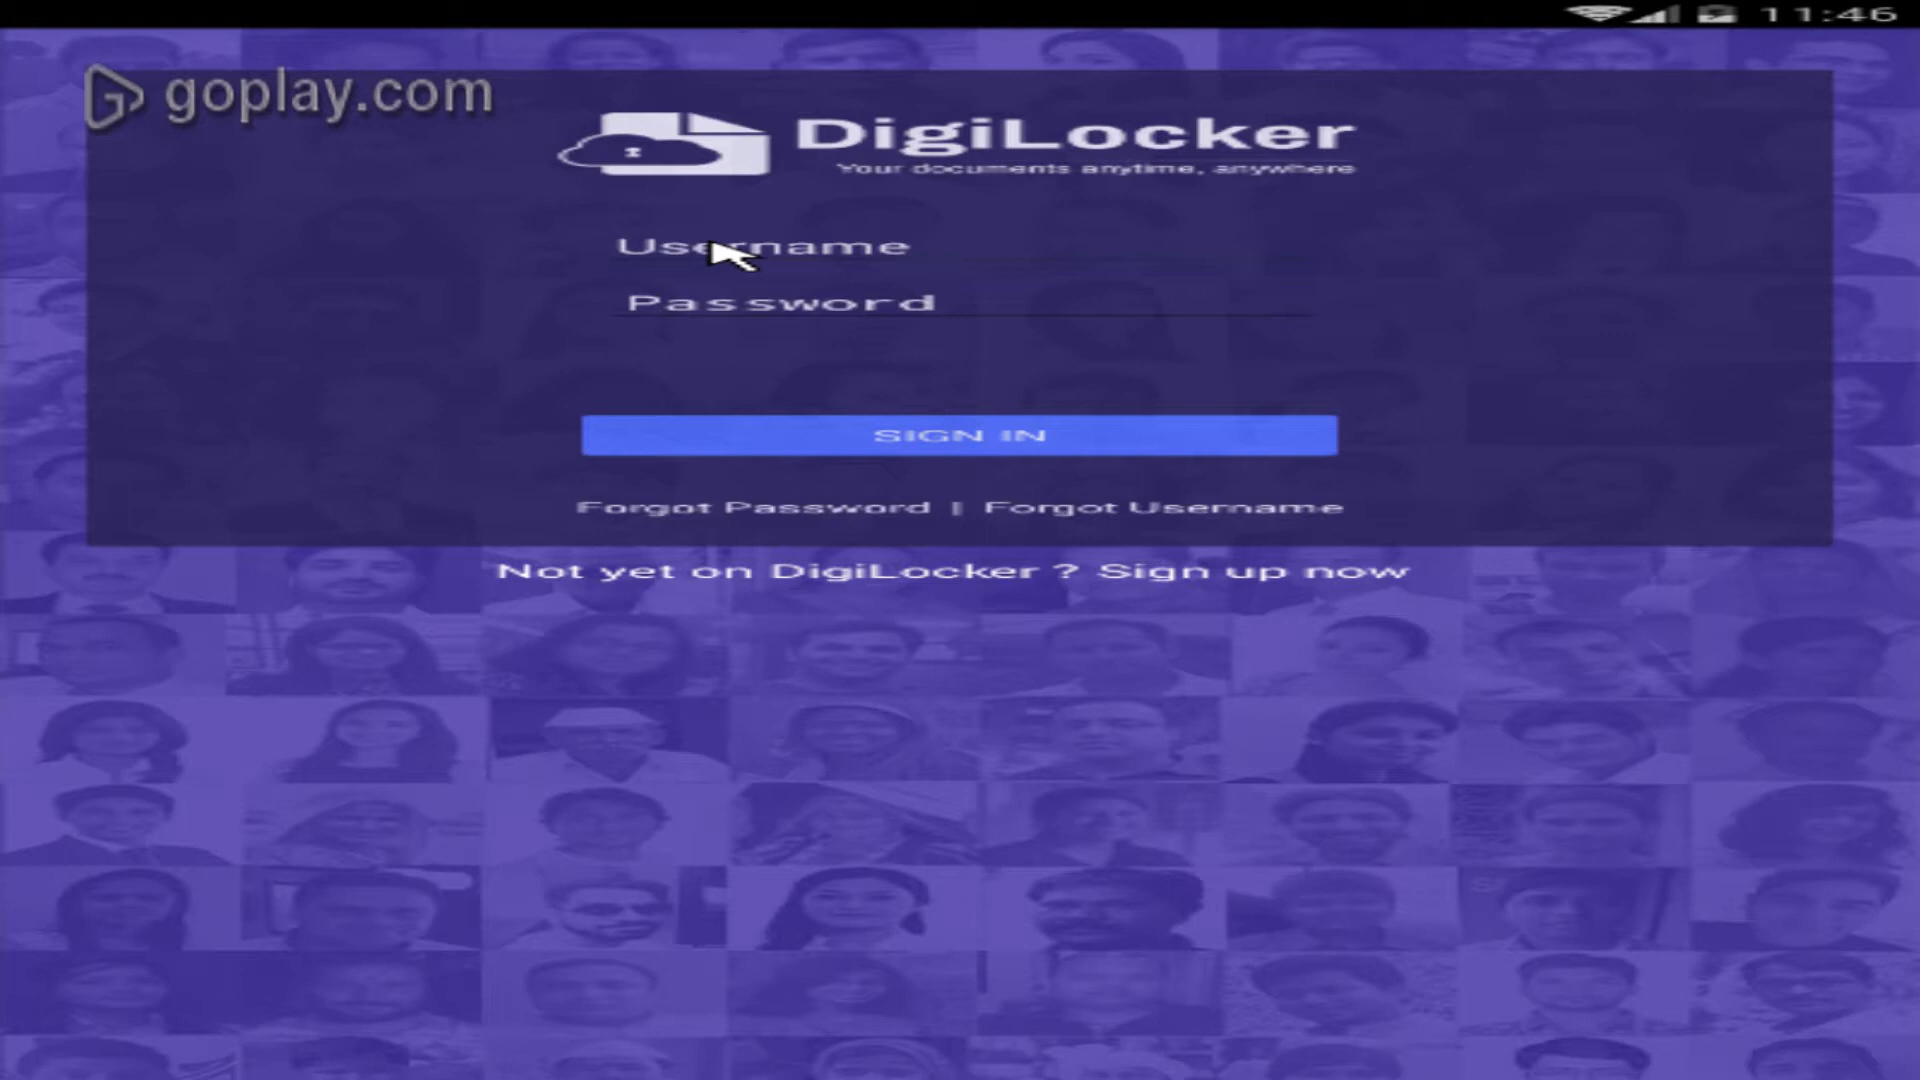 11:46
goplay.com
DigiLocker
Your documents anytime, anywhere
Username
Password
SIGN IN
Forgot Password | Forgot Username
Not yet on DigiLocker ? Sign up now